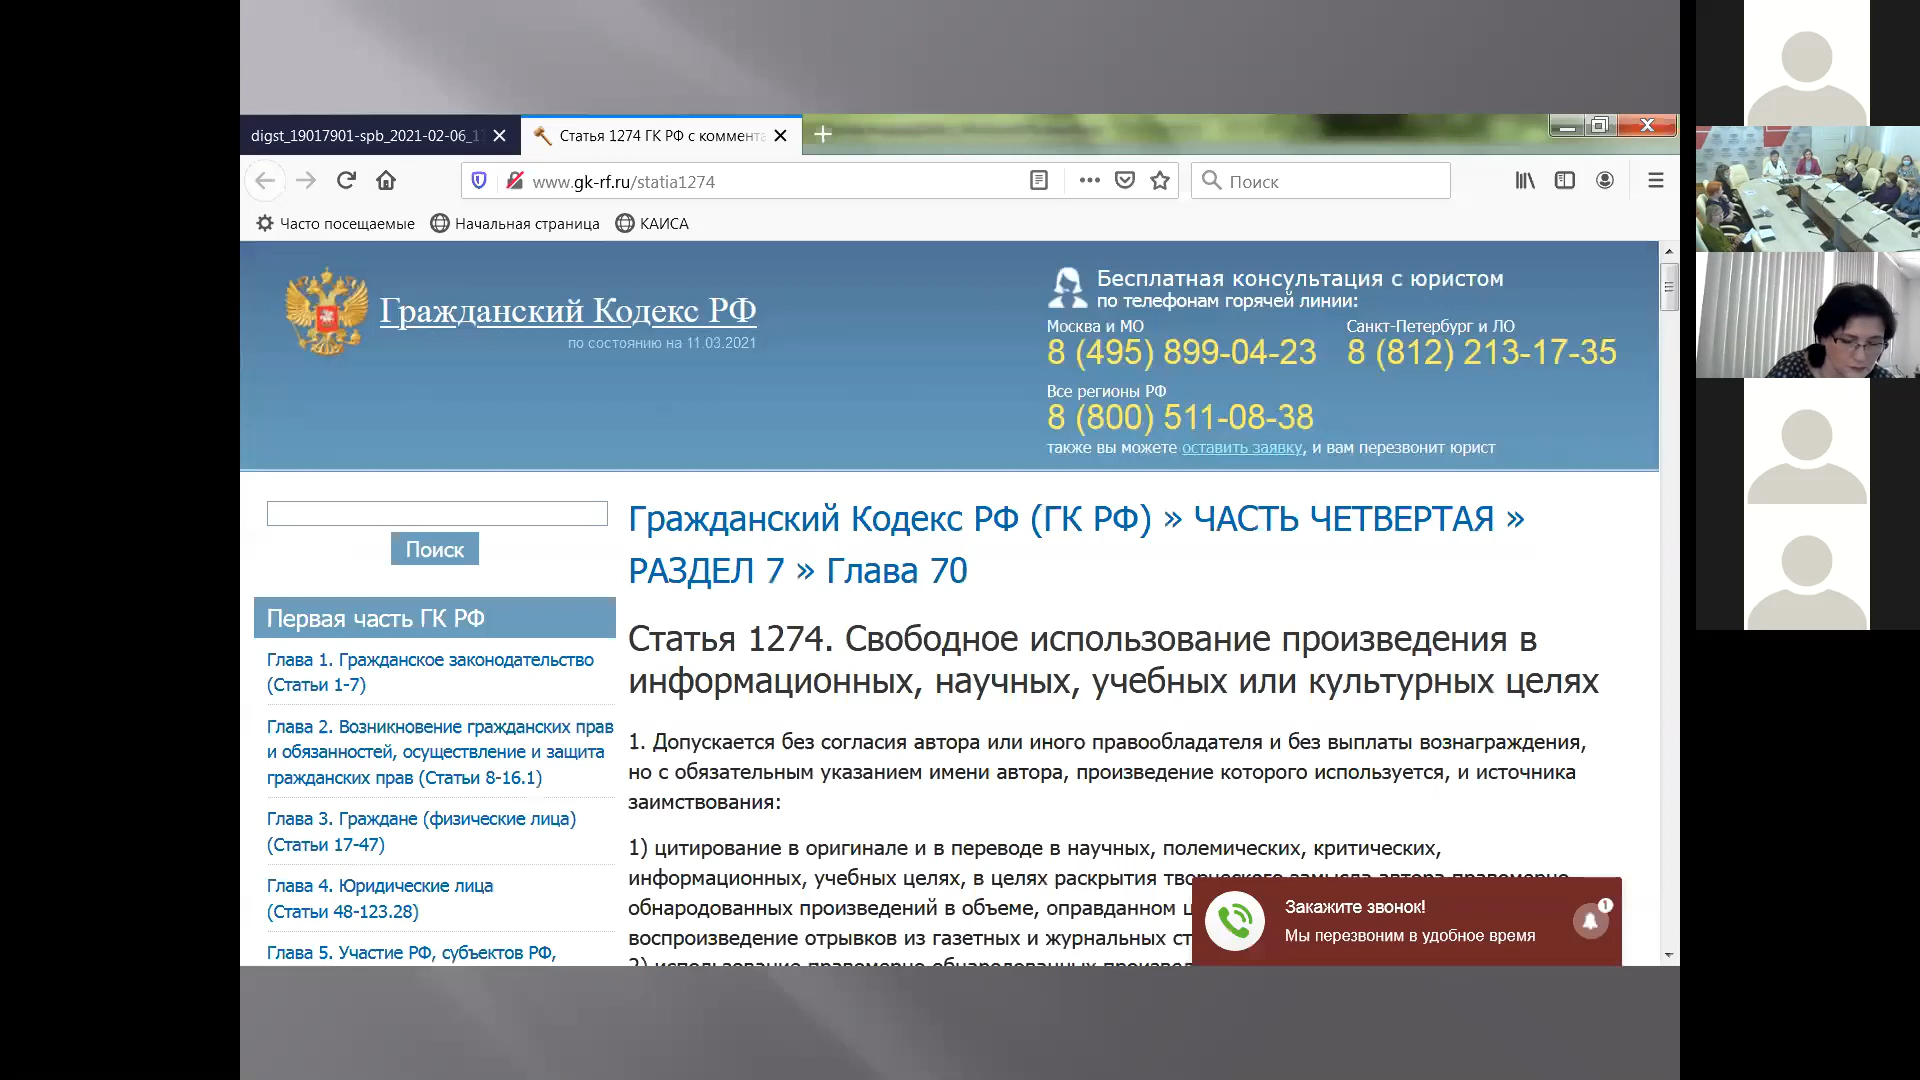 digst_19017901-spb_2021-02-06_1
Статья 1274 ГК РФ с коммента
www.gk-rf.ru/statia1274
Поиск
Часто посещаемые
Начальная страница
КАИСА
Гражданский Кодекс РФ
по состоянию на 11.03.2021
Бесплатная консультация с юристом
по телефонам горячей линии:
Москва и МО
Санкт-Петербург и ЛО
8 (495) 899-04-23
8 (812) 213-17-35
Все регионы РФ
8 (800) 511-08-38
также вы можете оставить заявку, и вам перезвонит юрист
Поиск
Первая часть ГК РФ
Глава 1. Гражданское законодательство
(Статьи 1-7)
Глава 2. Возникновение гражданских прав
и обязанностей, осуществление и защита
гражданских прав (Статьи 8-16.1)
Глава 3. Граждане (физические лица)
(Статьи 17-47)
Глава 4. Юридические лица
(Статьи 48-123.28)
Глава 5. Участие РФ, субъектов РФ,
Гражданский Кодекс РФ (ГК РФ) » ЧАСТЬ ЧЕТВЕРТАЯ »
РАЗДЕЛ 7 » Глава 70
Статья 1274. Свободное использование произведения в
информационных, научных, учебных или культурных целях
1. Допускается без согласия автора или иного правообладателя и без выплаты вознаграждения,
но с обязательным указанием имени автора, произведение которого используется, и источника
заимствования:
1) цитирование в оригинале и в переводе в научных, полемических, критических,
информационных, учебных целях, в целях раскрытия творческого замысла автора правомерно
обнародованных произведений в объеме, оправданном
воспроизведение отрывков из газетных и журнальных
2) использование правомерно обнародованных
Закажите звонок!
1
Мы перезвоним в удобное время